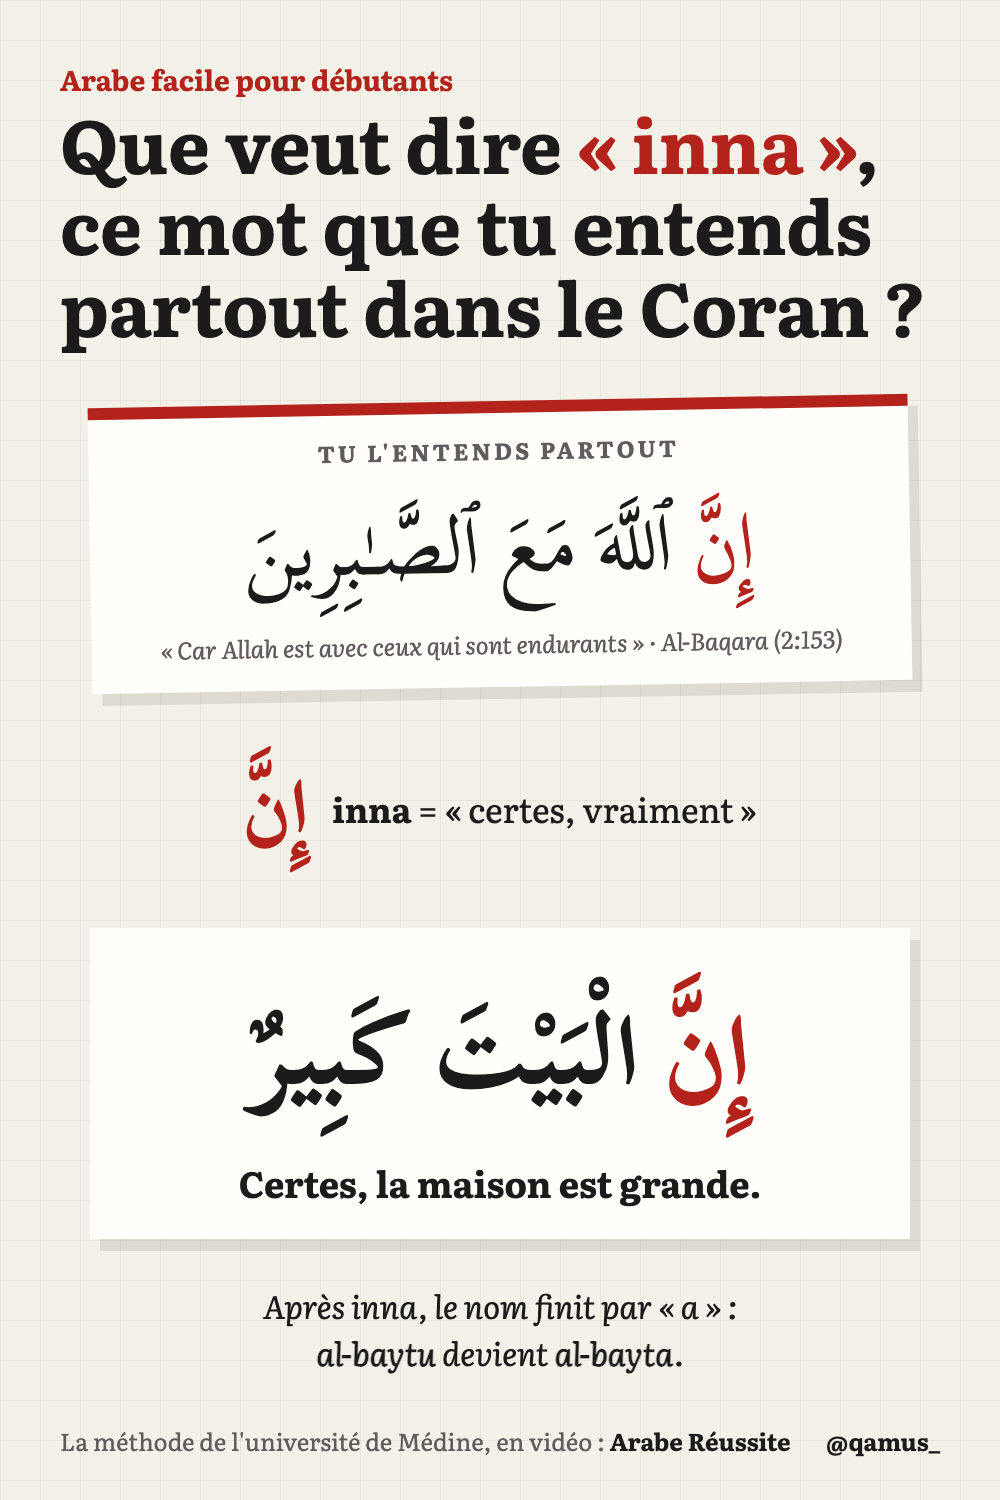 Arabe facile pour débutants
Que veut dire « inna »,
ce mot que tu entends
partout dans le Coran ?
TU L'ENTENDS PARTOUT
إِنَّ ٱللَّهَ مَعَ ٱلصَّـٰبِرِينَ
« Car Allah est avec ceux qui sont endurants » · Al-Baqara (2:153)
إِنَّ inna = « certes, vraiment »
إِنَّ الْبَيْتَ كَبِيرٌ
Certes, la maison est grande.
Après inna, le nom finit par « a » :
al-baytu devient al-bayta.
La méthode de l'université de Médine, en vidéo : Arabe Réussite @qamus_